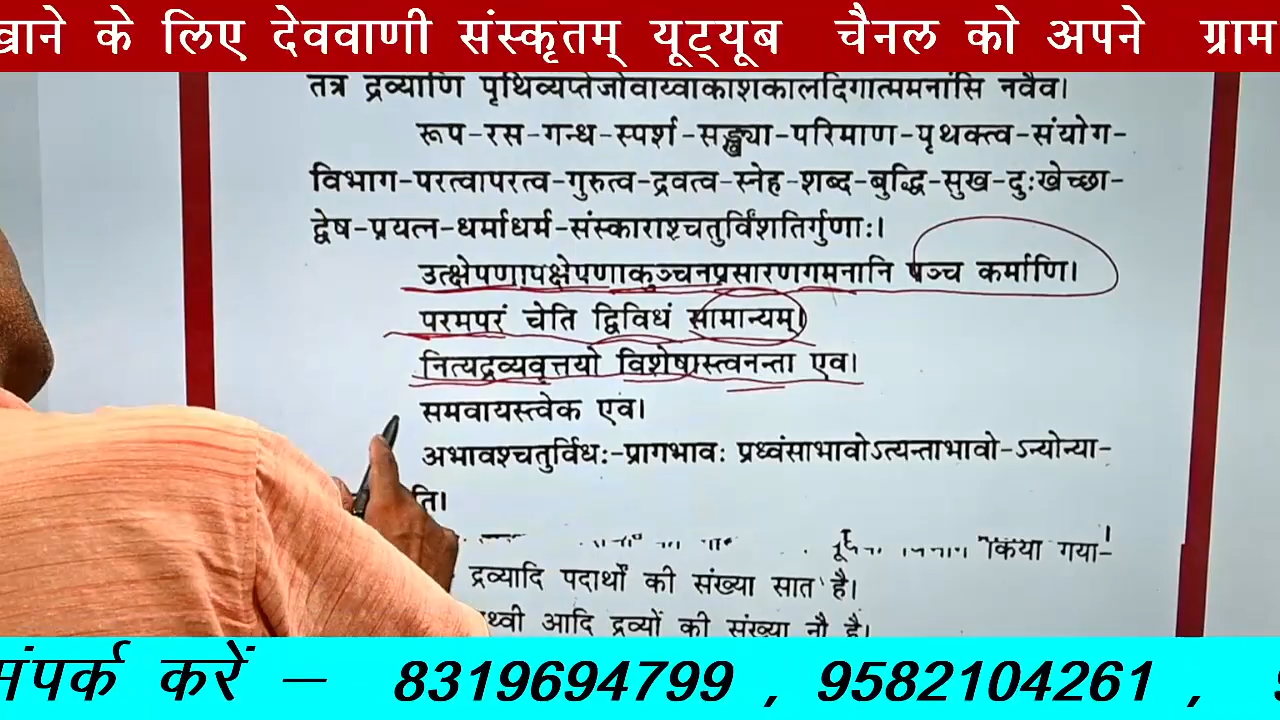 खाने के लिए देववाणी संस्कृतम् यूट्यूब चैनल को अपने ग्राम
तत्र द्रव्याणि पृथिव्यप्तेजोवाय्वाकाशकालदिगात्ममनांसि नवैव।
रूप-रस-गन्ध-स्पर्श-सङ्ख्या-परिमाण-पृथक्त्व-संयोग-
विभाग-परत्वापरत्व-गुरुत्व-द्रवत्व-स्नेह-शब्द-बुद्धि-सुख-दुःखेच्छा-
द्वेष-प्रयत्न-धर्माधर्म-संस्काराश्चतुर्विंशतिर्गुणाः।
उत्क्षेपणापक्षेपणाकुञ्चनप्रसारणगमनानि पञ्च कर्माणि।
परमपरं चेति द्विविधं सामान्यम्।
नित्यद्रव्यवृत्तयो विशेषास्त्वनन्ता एव।
समवायस्त्वेक एव।
अभावश्चतुर्विधः-प्रागभावः प्रध्वंसाभावोऽत्यन्ताभावो-ऽन्योन्या-
ति।
किया गया-
द्रव्यादि पदार्थों की संख्या सात है।
थ्वी आदि द्रव्यों की संख्या नौ है।
संपर्क करें – 8319694799 , 9582104261 ,